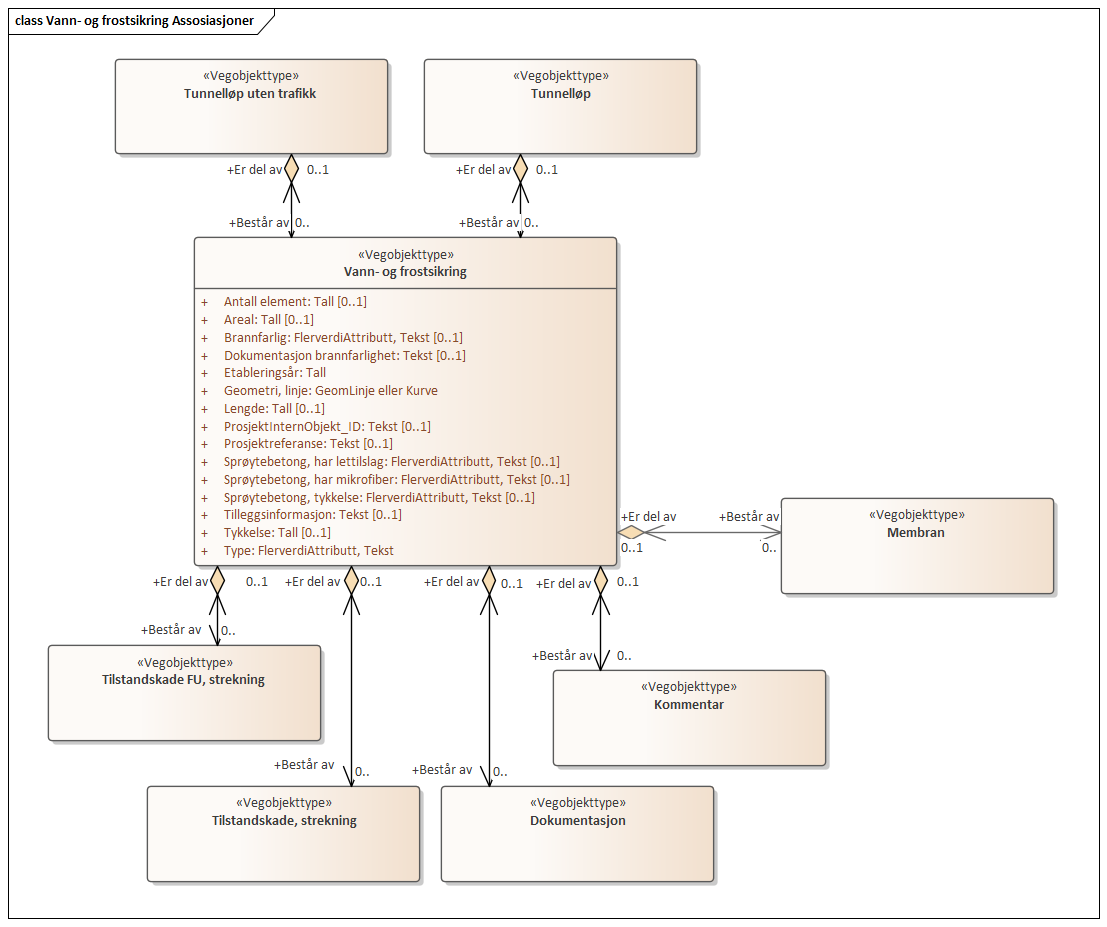 class Vann- og frostsikring Assosiasjoner
«Vegobjekttype»
Tunnelløp uten trafikk
«Vegobjekttype»
Tunnelløp
+Er del av 0..1
+Er del av 0..1
+Består av 0..
+Består av 0..
«Vegobjekttype»
Vann- og frostsikring
+ Antall element: Tall [0..1]
+ Areal: Tall [0..1]
+ Brannfarlig: FlerverdiAttributt, Tekst [0..1]
+ Dokumentasjon brannfarlighet: Tekst [0..1]
+ Etableringsår: Tall
+ Geometri, linje: GeomLinje eller Kurve
+ Lengde: Tall [0..1]
+ ProsjektInternObjekt_ID: Tekst [0..1]
+ Prosjektreferanse: Tekst [0..1]
+ Sprøytebetong, har lettilslag: FlerverdiAttributt, Tekst [0..1]
+ Sprøytebetong, har mikrofiber: FlerverdiAttributt, Tekst [0..1]
+ Sprøytebetong, tykkelse: FlerverdiAttributt, Tekst [0..1]
+ Tilleggsinformasjon: Tekst [0..1]
+ Tykkelse: Tall [0..1]
+ Type: FlerverdiAttributt, Tekst
+Er del av
0..1
+Består av
0..
«Vegobjekttype»
Membran
+Er del av 0..1
+Er del av 0..1
+Er del av 0..1
+Er del av 0..1
+Består av 0..
«Vegobjekttype»
Tilstandskade FU, strekning
+Består av 0..
«Vegobjekttype»
Kommentar
+Består av 0..
+Består av 0..
«Vegobjekttype»
Tilstandskade, strekning
«Vegobjekttype»
Dokumentasjon